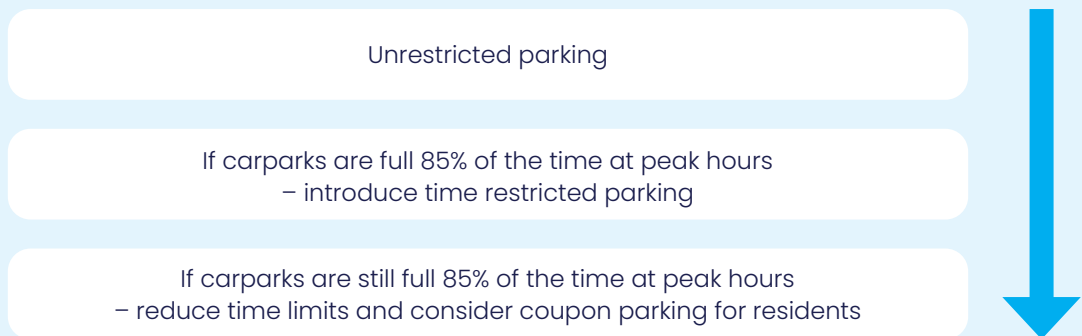 Unrestricted parking
If carparks are full 85% of the time at peak hours
– introduce time restricted parking
If carparks are still full 85% of the time at peak hours
– reduce time limits and consider coupon parking for residents